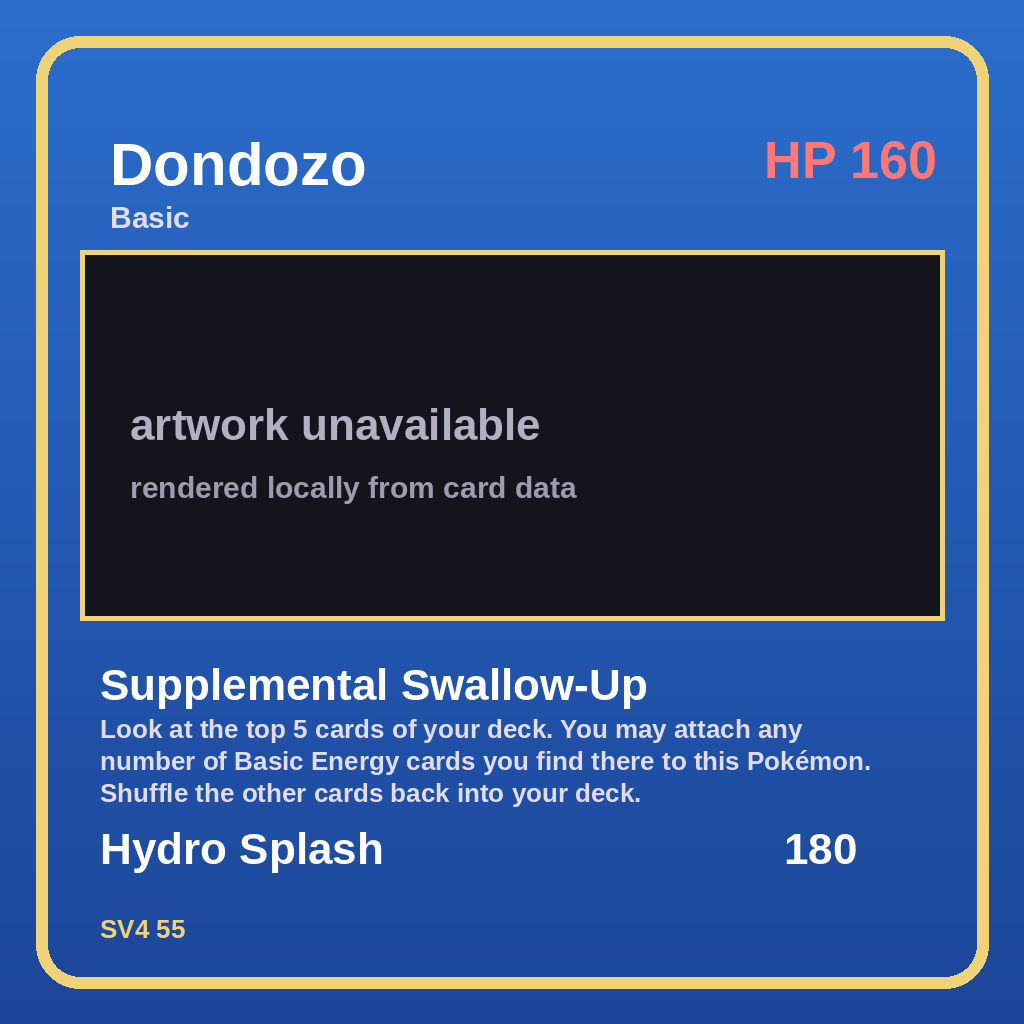 Dondozo
HP 160
Basic
artwork unavailable
rendered locally from card data
Supplemental Swallow-Up
Look at the top 5 cards of your deck. You may attach any
number of Basic Energy cards you find there to this Pokémon.
Shuffle the other cards back into your deck.
Hydro Splash 180
SV4 55